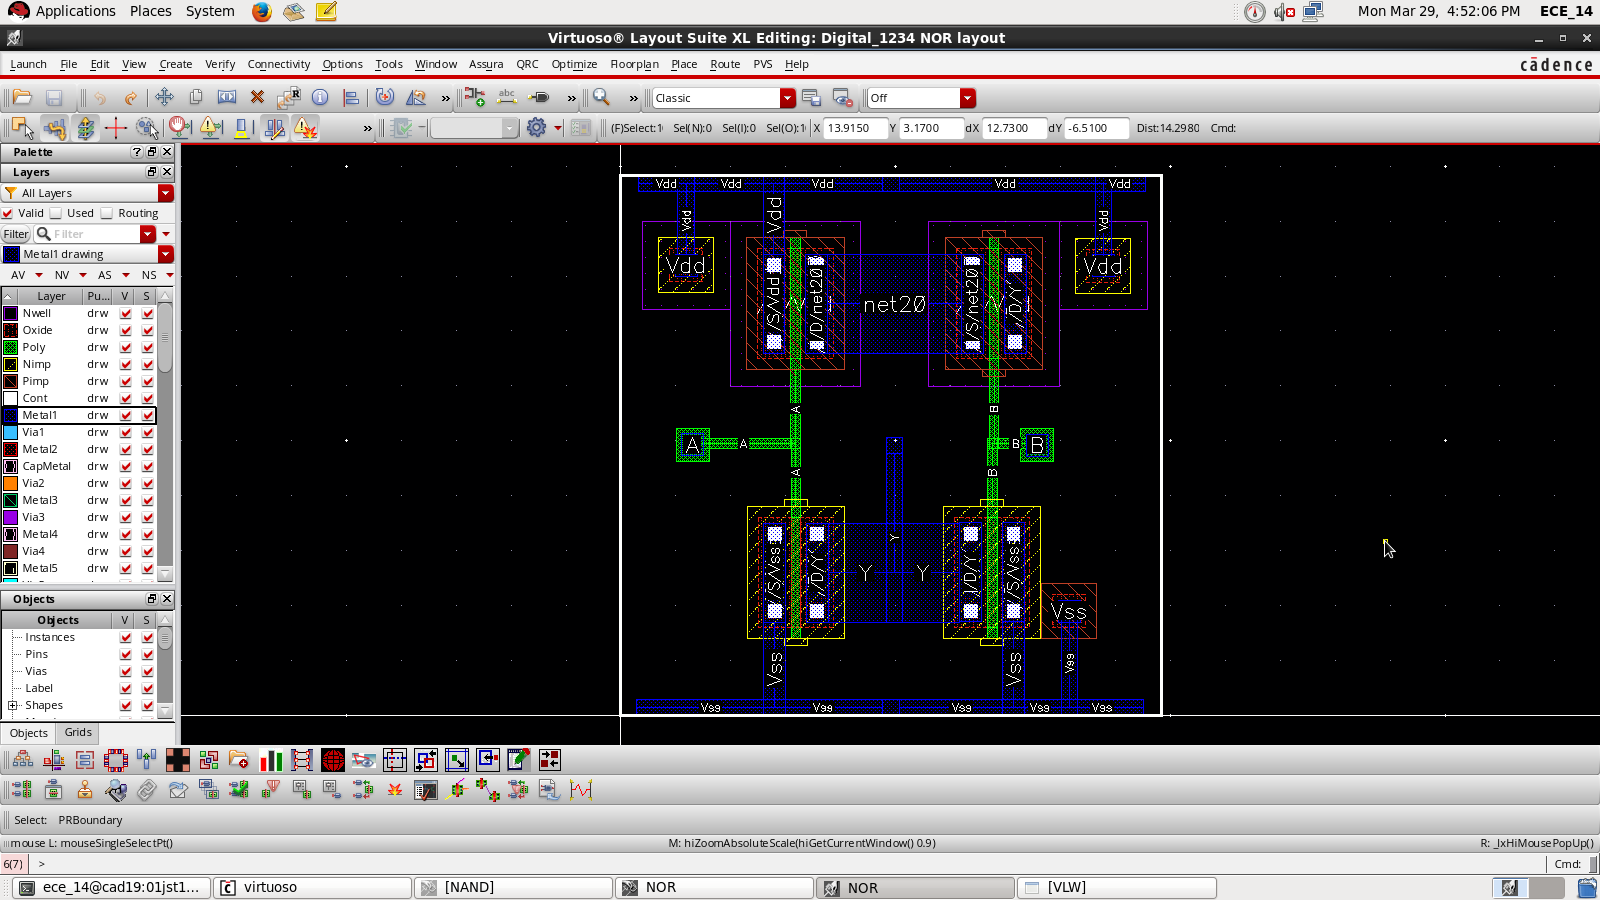 Applications Places System Mon Mar 29, 4:52:06 PM ECE_14
Virtuoso® Layout Suite XL Editing: Digital_1234 NOR layout
Launch File Edit View Create Verify Connectivity Options Tools Window Assura QRC Optimize Floorplan Place Route PVS Help cādence
» » » Classic Off
» (F)Select:1 Sel(N):0 Sel(I):0 Sel(O):1 X 13.9150 Y 3.1700 dX 12.7300 dY -6.5100 Dist:14.2980 Cmd:
Palette
Layers
All Layers
Valid Used Routing
Filter Filter
Metal1 drawing
AV NV AS NS
Layer Pu... V S
Nwell drw
Oxide drw
Poly drw
Nimp drw
Pimp drw
Cont drw
Metal1 drw
Via1 drw
Metal2 drw
CapMetal drw
Via2 drw
Metal3 drw
Via3 drw
Metal4 drw
Via4 drw
Metal5 drw
Objects
Objects V S
Instances
Pins
Vias
Label
Shapes
Objects Grids
Vdd Vdd Vdd Vdd Vdd
Vdd Vdd Vdd
Vdd /S/Vdd /D/net20 net20 /S/net20 /D/Y Vdd
A B
A A B B
A B
Y
/S/Vss /D/Y Y Y /D/Y /S/Vss
Vss
Vss Vss Vss
Vss Vss Vss Vss Vss
Select: PRBoundary
mouse L: mouseSingleSelectPt() M: hiZoomAbsoluteScale(hiGetCurrentWindow() 0.9) R: _lxHiMousePopUp()
6(7) > Cmd:
ece_14@cad19:01jst1... virtuoso [NAND] NOR NOR [VLW]